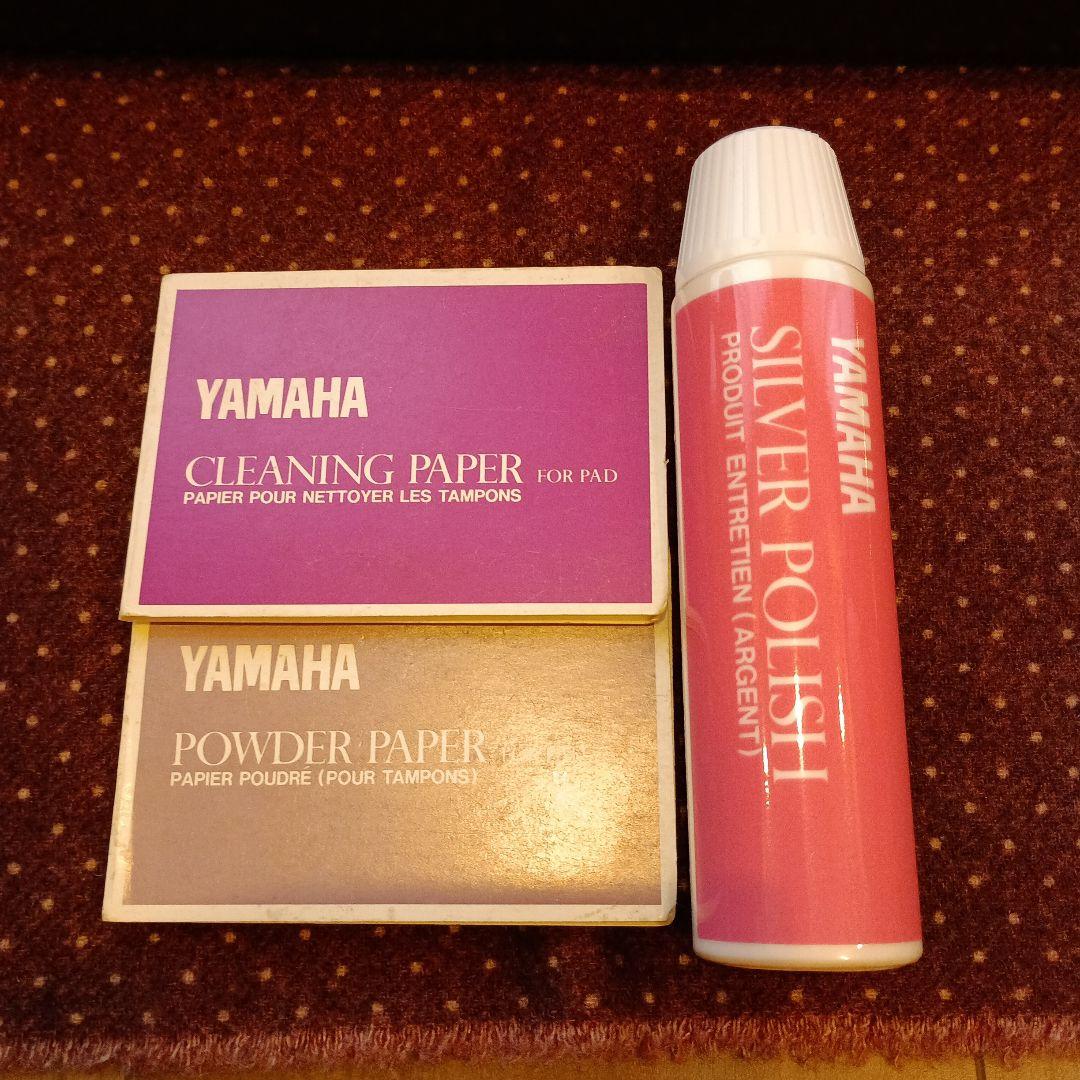 YAMAHA
CLEANING PAPER FOR PAD
PAPIER POUR NETTOYER LES TAMPONS
YAMAHA
POWDER PAPER
PAPIER POUDRÉ (POUR TAMPONS)
YAMAHA
SILVER POLISH
PRODUIT ENTRETIEN (ARGENT)